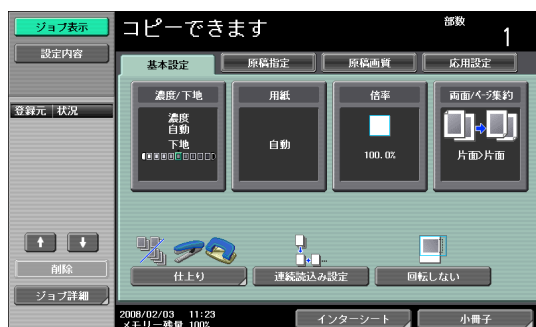 ジョブ表示
コピーできます
部数
1
設定内容
基本設定
原稿指定
原稿画質
応用設定
登録元 状況
濃度/下地
用紙
倍率
両面/ページ集約
濃度
自動
下地
自動
100.0%
片面>片面
削除
仕上り
連続読込み設定
回転しない
ジョブ詳細
2008/02/03 11:23
メモリー残量 100%
インターシート
小冊子